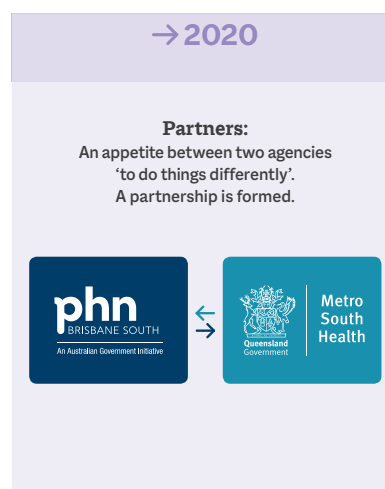 → 2020
Partners:
An appetite between two agencies
‘to do things differently’.
A partnership is formed.
phn
BRISBANE SOUTH
An Australian Government Initiative
Queensland
Government
Metro
South
Health